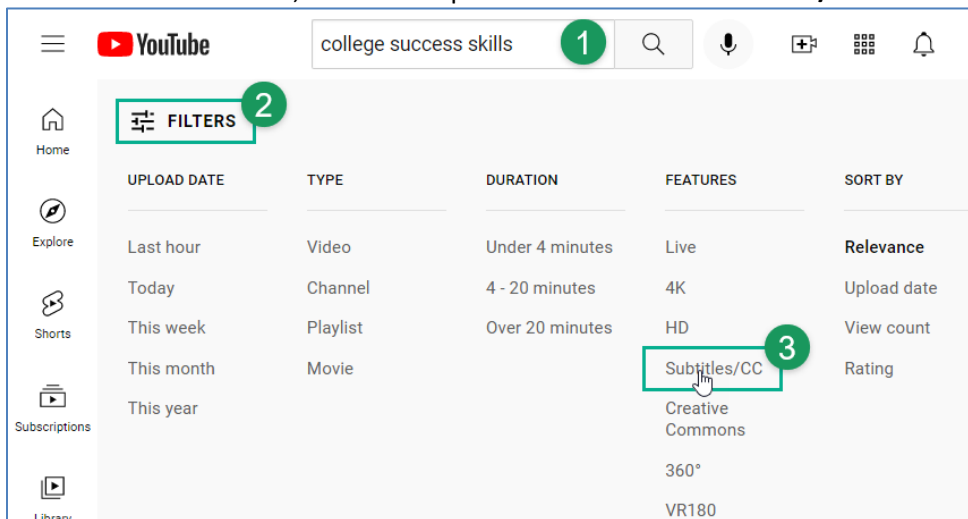 YouTube
college success skills
1
2
FILTERS
Home
UPLOAD DATE TYPE DURATION FEATURES SORT BY
Explore
Last hour Video Under 4 minutes Live Relevance
Today Channel 4 - 20 minutes 4K Upload date
Shorts
This week Playlist Over 20 minutes HD View count
3
This month Movie Subtitles/CC Rating
Subscriptions
This year Creative
Commons
360°
VR180
Library